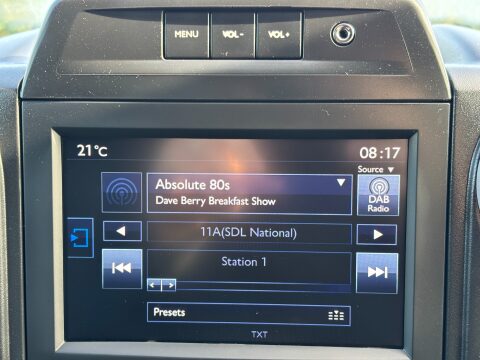 MENU VOL- VOL+
21°C 08:17
Source ▼
Absolute 80s
Dave Berry Breakfast Show
DAB
Radio
11A(SDL National)
Station 1
Presets
TXT